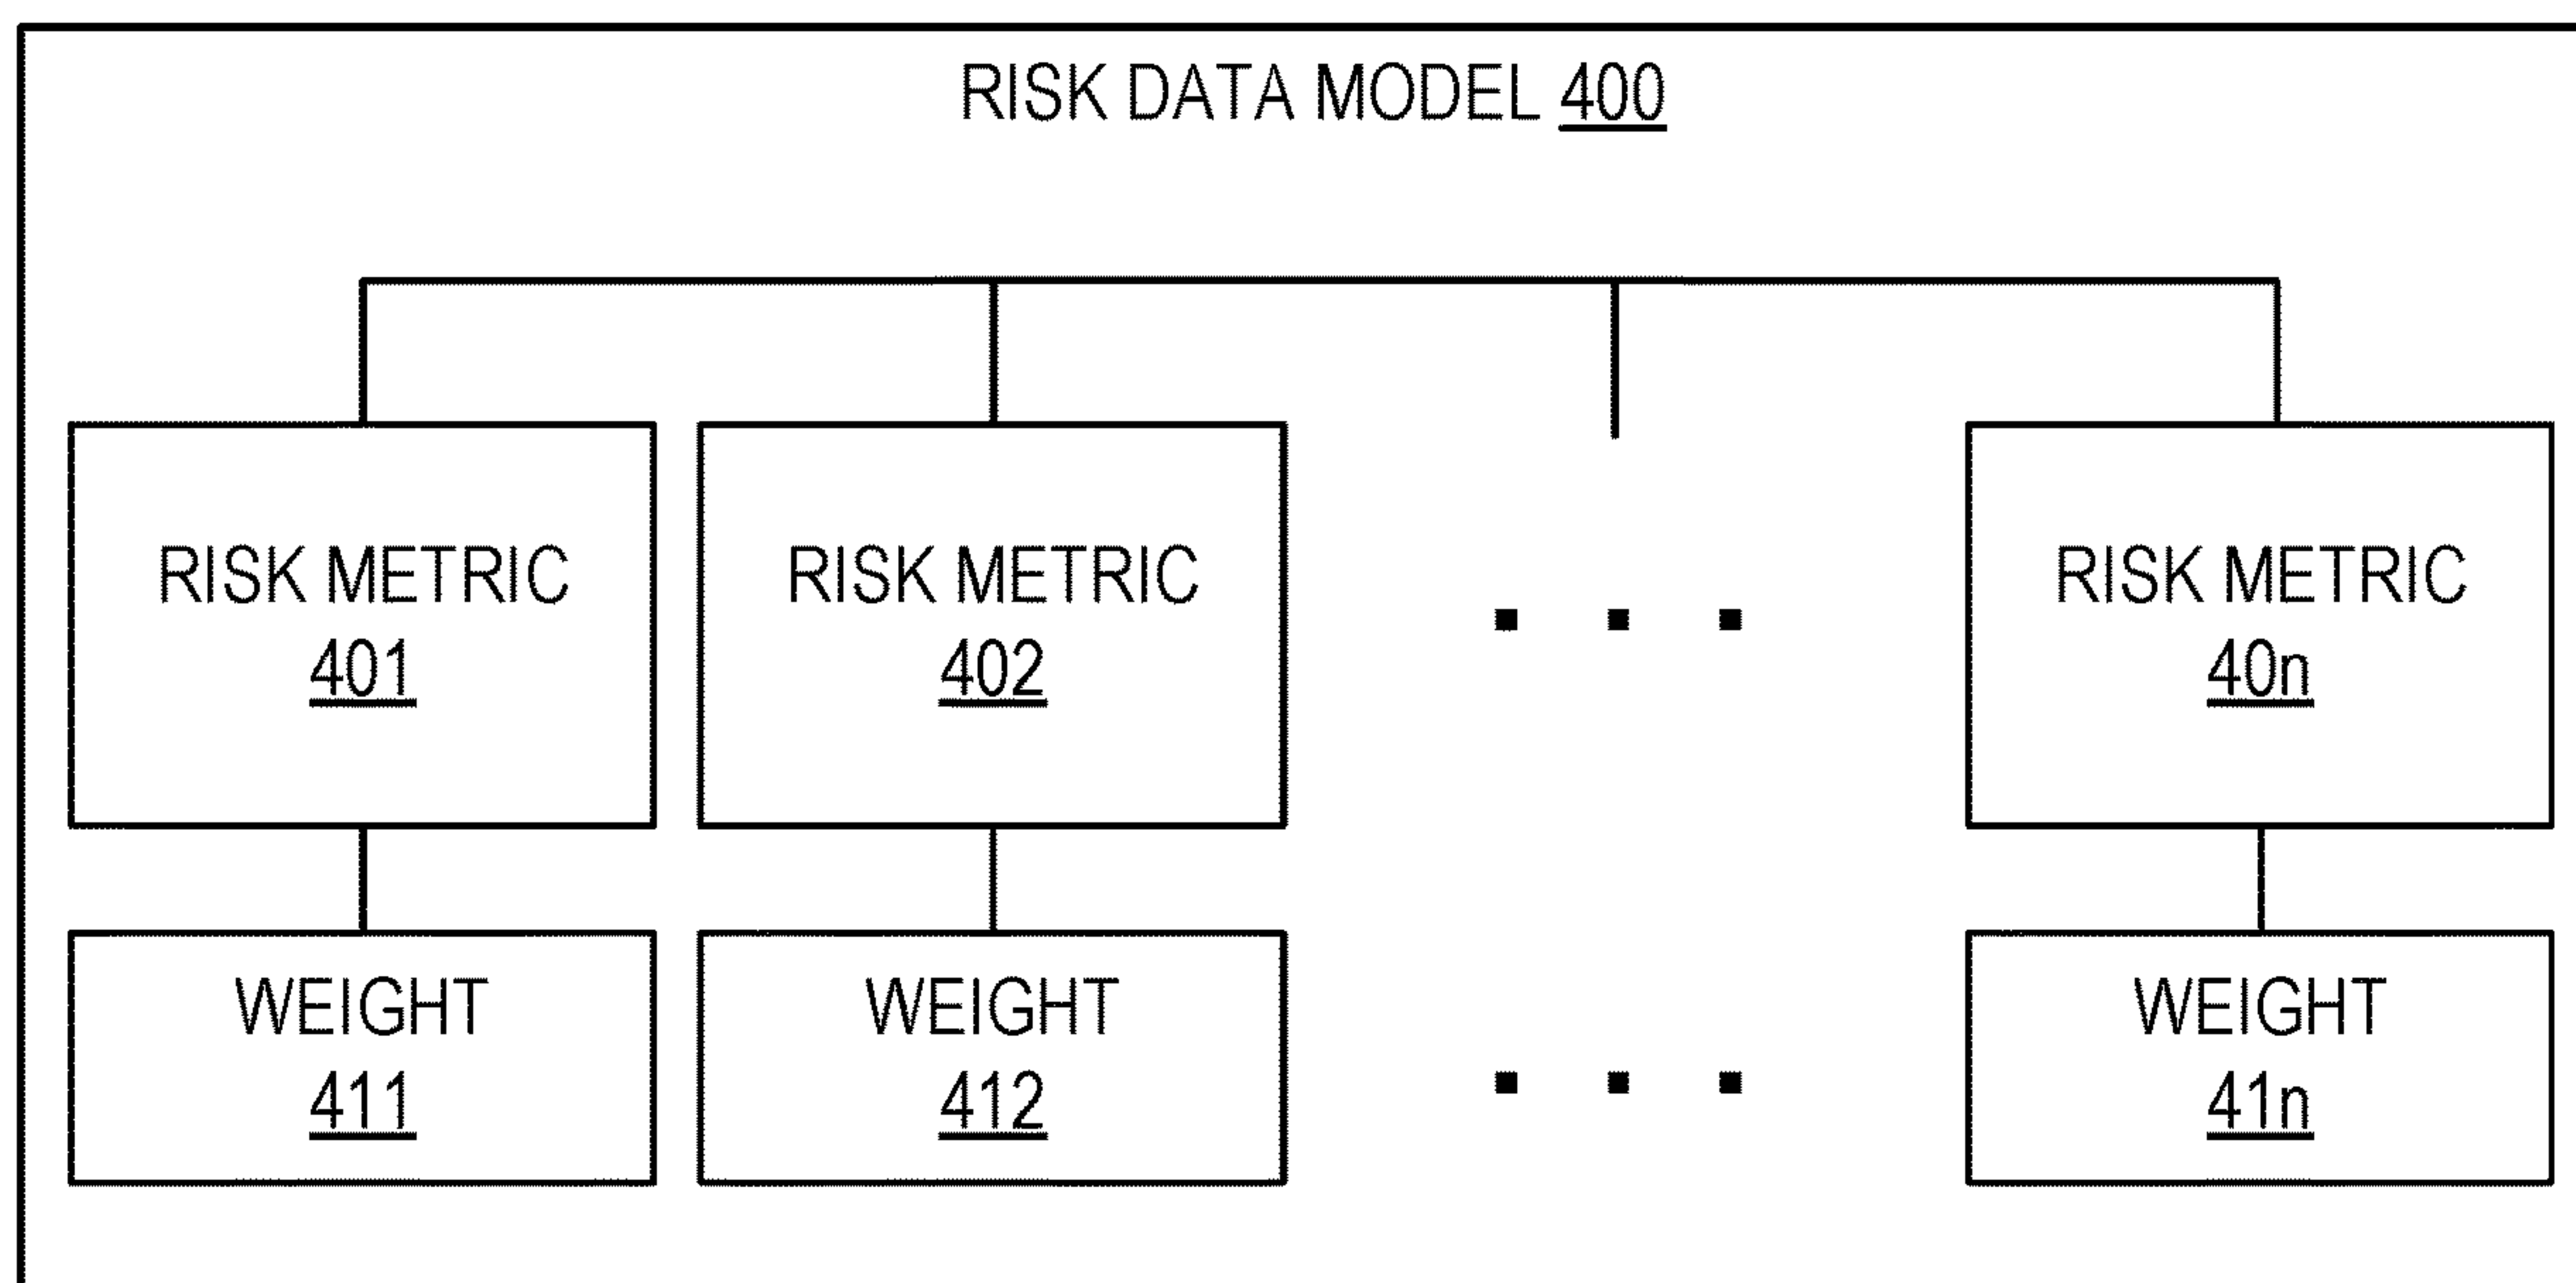 RISK DATA MODEL 400
RISK METRIC
401
RISK METRIC
402
. . .
RISK METRIC
40n
WEIGHT
411
WEIGHT
412
. . .
WEIGHT
41n